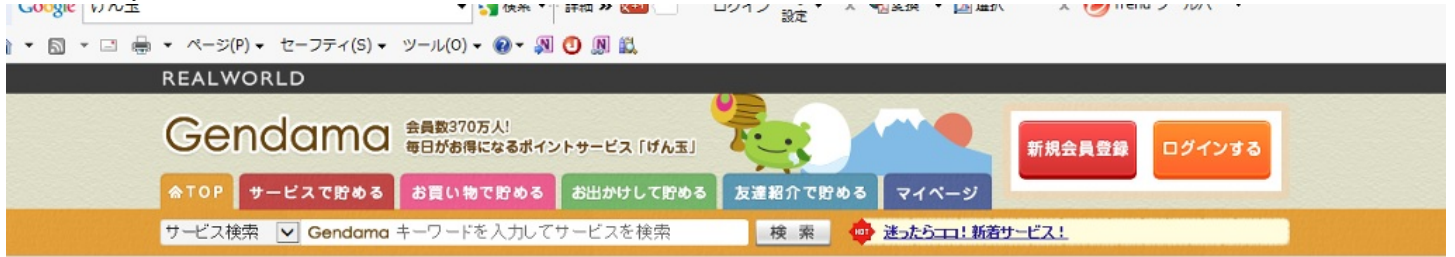 Google げん玉 検索 詳細 >> ログイン 設定 変換 選択
ページ(P) セーフティ(S) ツール(O)
REALWORLD
Gendama 会員数370万人!
毎日がお得になるポイントサービス「げん玉」
新規会員登録 ログインする
TOP サービスで貯める お買い物で貯める お出かけして貯める 友達紹介で貯める マイページ
サービス検索 Gendama キーワードを入力してサービスを検索 検 索 HOT 迷ったらココ!新着サービス!